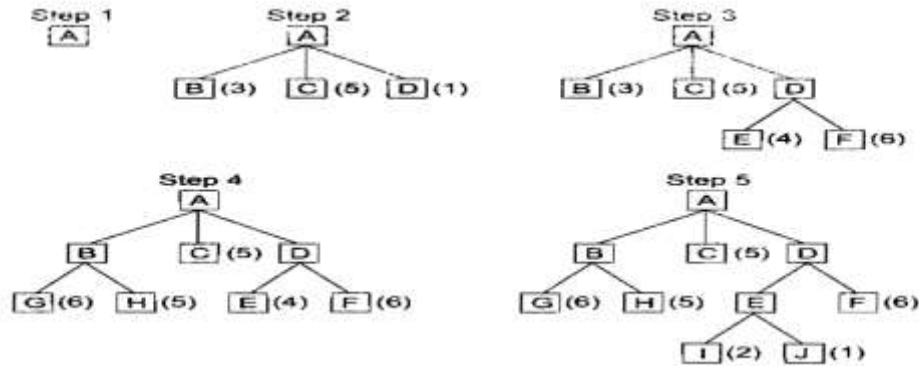 Step 1
A
Step 2
A
B (3) C (5) D (1)
Step 3
A
B (3) C (5) D
E (4) F (6)
Step 4
A
B C (5) D
G (6) H (5) E (4) F (6)
Step 5
A
B C (5) D
G (6) H (5) E F (6)
I (2) J (1)